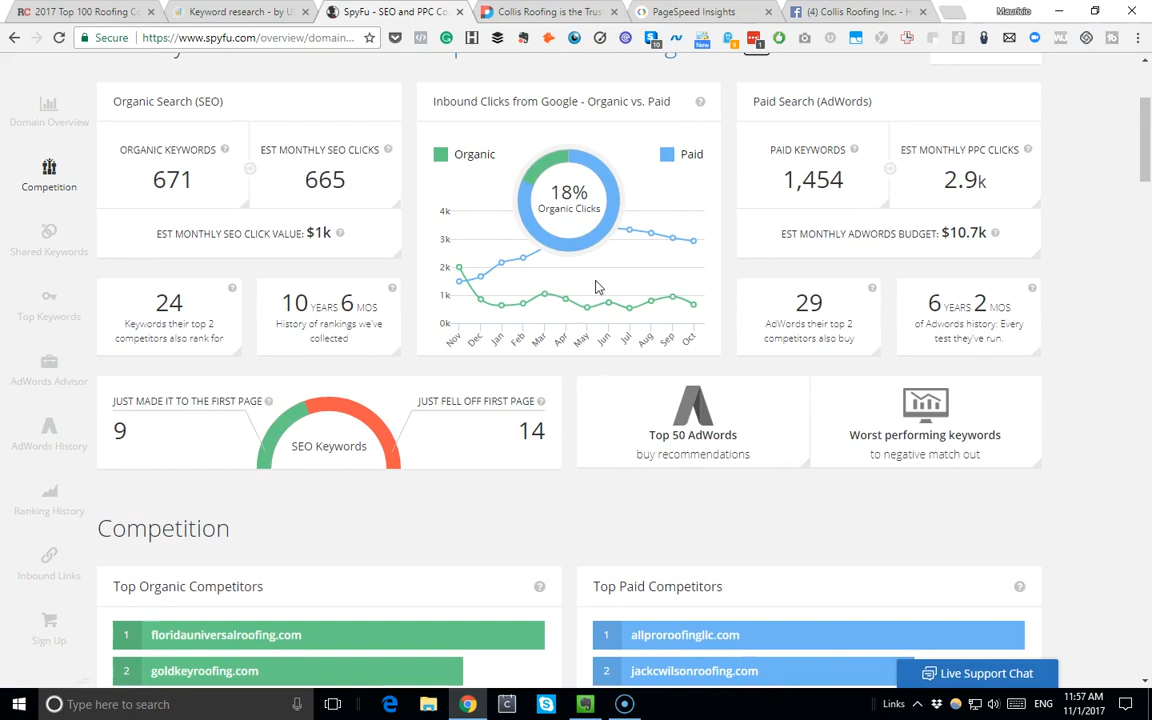 2017 Top 100 Roofing Co
Keyword research - by U
SpyFu - SEO and PPC Co
Collis Roofing is the Trus
PageSpeed Insights
(4) Collis Roofing Inc. - H
Mauricio
Secure
https://www.spyfu.com/overview/domain...
Domain Overview
Competition
Shared Keywords
Top Keywords
AdWords Advisor
AdWords History
Ranking History
Inbound Links
Sign Up
Organic Search (SEO)
ORGANIC KEYWORDS
671
EST MONTHLY SEO CLICKS
665
EST MONTHLY SEO CLICK VALUE: $1k
24
Keywords their top 2
competitors also rank for
10 YEARS 6 MOS
History of rankings we've
collected
Inbound Clicks from Google - Organic vs. Paid
Organic
Paid
18%
Organic Clicks
4k
3k
2k
1k
0k
Nov Dec Jan Feb Mar Apr May Jun Jul Aug Sep Oct
Paid Search (AdWords)
PAID KEYWORDS
1,454
EST MONTHLY PPC CLICKS
2.9k
EST MONTHLY ADWORDS BUDGET: $10.7k
29
AdWords their top 2
competitors also buy
6 YEARS 2 MOS
of Adwords history: Every
test they've run.
JUST MADE IT TO THE FIRST PAGE
9
SEO Keywords
JUST FELL OFF FIRST PAGE
14
Top 50 AdWords
buy recommendations
Worst performing keywords
to negative match out
Competition
Top Organic Competitors
1 floridauniversalroofing.com
2 goldkeyroofing.com
Top Paid Competitors
1 allproroofingllc.com
2 jackcwilsonroofing.com
Live Support Chat
Type here to search
Links
ENG
11:57 AM
11/1/2017